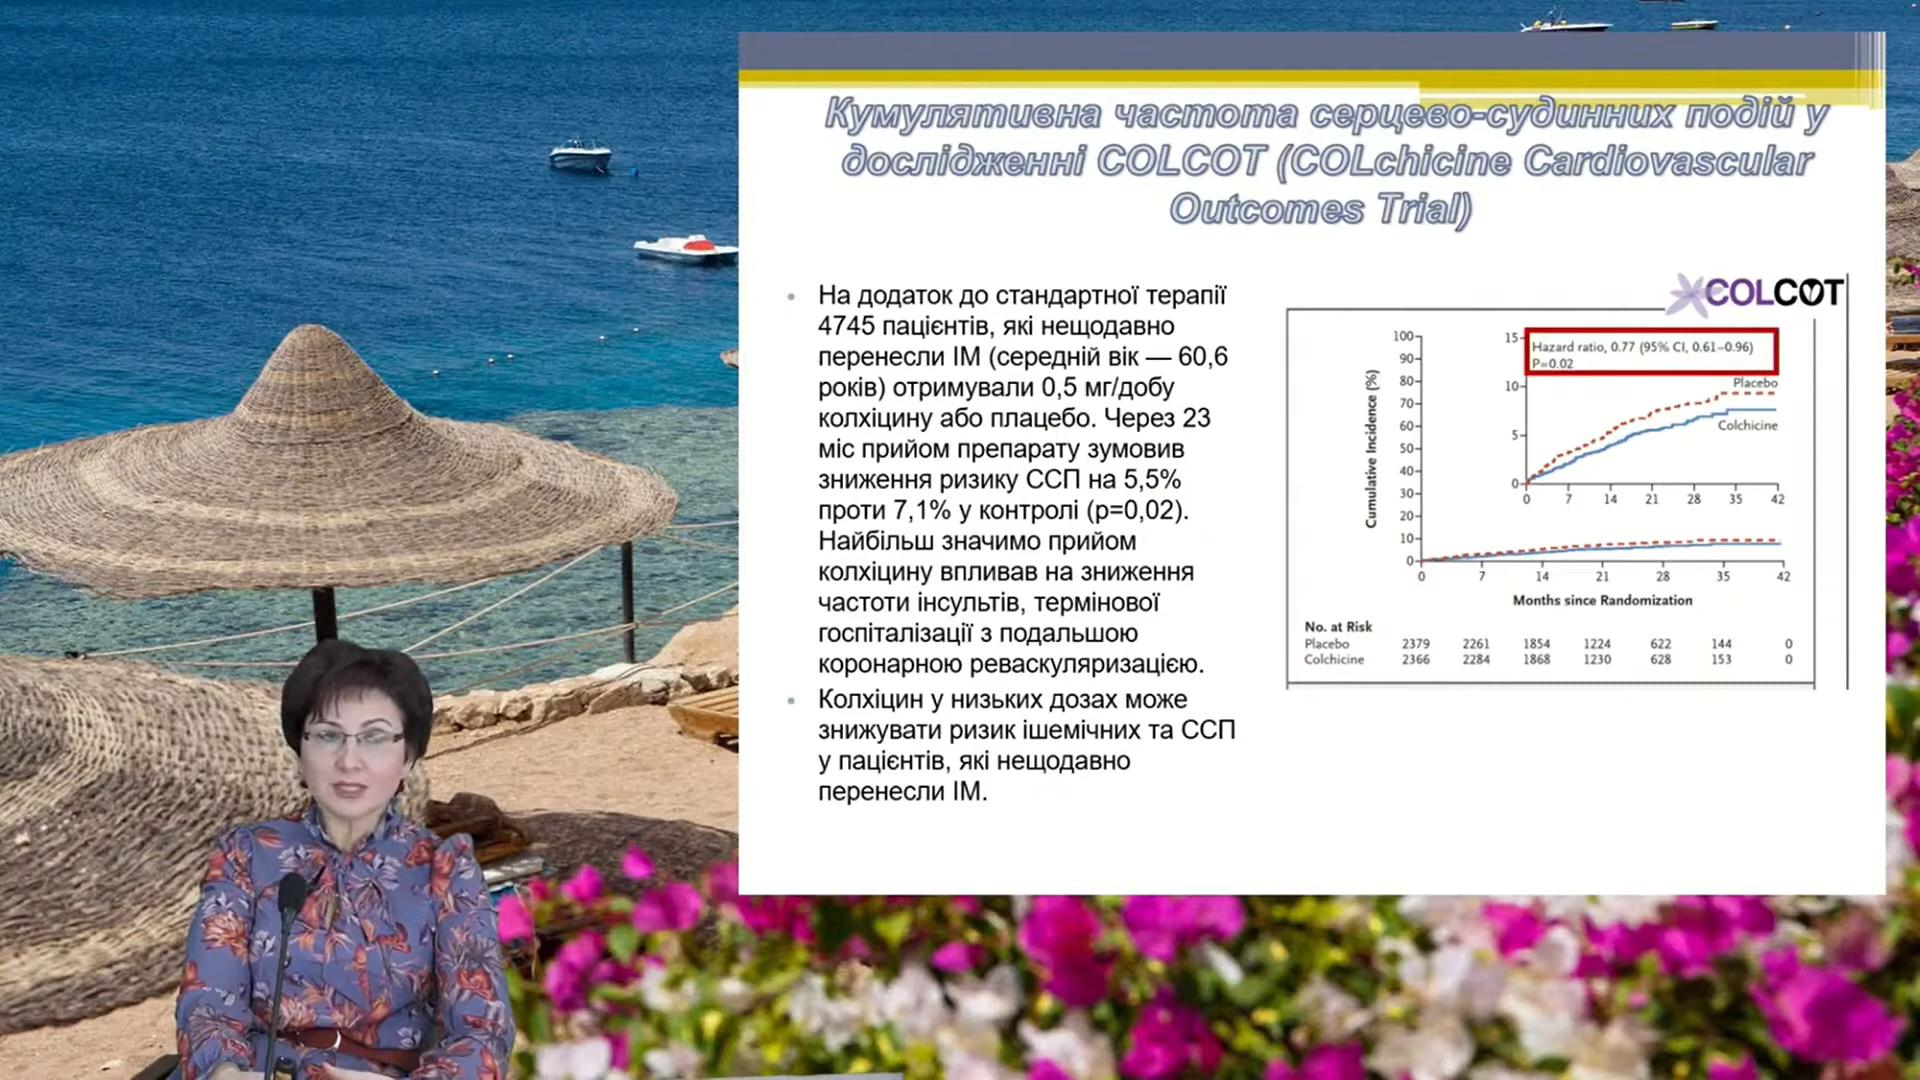 Кумулятивна частота серцево-судинних подій у
дослідженні COLCOT (COLchicine Cardiovascular
Outcomes Trial)
• На додаток до стандартної терапії
4745 пацієнтів, які нещодавно
перенесли ІМ (середній вік — 60,6
років) отримували 0,5 мг/добу
колхіцину або плацебо. Через 23
міс прийом препарату зумовив
зниження ризику ССП на 5,5%
проти 7,1% у контролі (р=0,02).
Найбільш значимо прийом
колхіцину впливав на зниження
частоти інсультів, термінової
госпіталізації з подальшою
коронарною реваскуляризацією.
• Колхіцин у низьких дозах може
знижувати ризик ішемічних та ССП
у пацієнтів, які нещодавно
перенесли ІМ.
COLCOT
Cumulative Incidence (%)
100
90
80
70
60
50
40
30
20
10
0
15
10
5
0
Hazard ratio, 0.77 (95% CI, 0.61–0.96)
P=0.02
Placebo
Colchicine
0 7 14 21 28 35 42
0 7 14 21 28 35 42
Months since Randomization
No. at Risk
Placebo 2379 2261 1854 1224 622 144 0
Colchicine 2366 2284 1868 1230 628 153 0